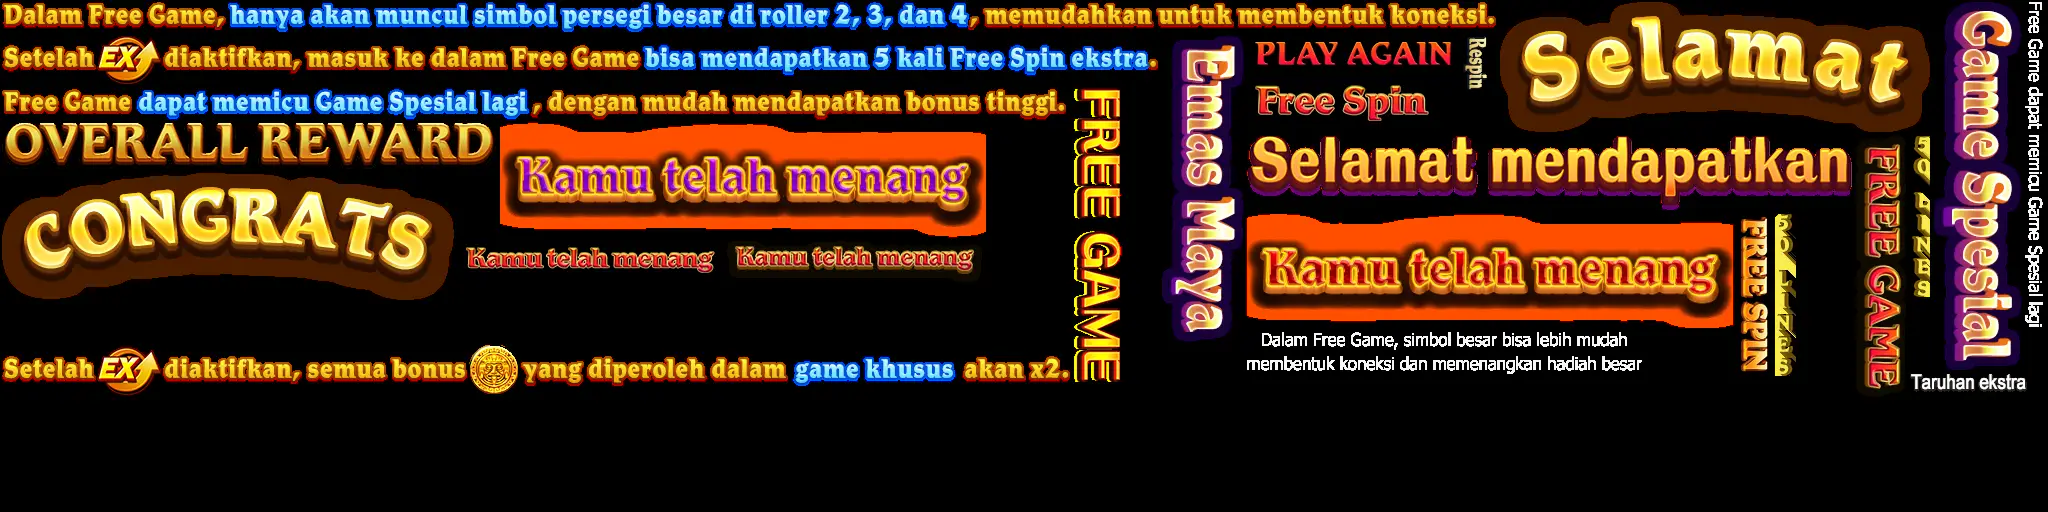 Dalam Free Game, hanya akan muncul simbol persegi besar di roller 2, 3, dan 4, memudahkan untuk membentuk koneksi.
Setelah EX diaktifkan, masuk ke dalam Free Game bisa mendapatkan 5 kali Free Spin ekstra.
Free Game dapat memicu Game Spesial lagi , dengan mudah mendapatkan bonus tinggi.
OVERALL REWARD
CONGRATS
Kamu telah menang
Kamu telah menang
Kamu telah menang
Setelah EX diaktifkan, semua bonus yang diperoleh dalam game khusus akan x2.
FREE GAME
Emas Maya
PLAY AGAIN
Respin
Free Spin
Selamat
Selamat mendapatkan
Kamu telah menang
Dalam Free Game, simbol besar bisa lebih mudah
membentuk koneksi dan memenangkan hadiah besar
FREE SPIN
50 LINES
FREE GAME
50 LINES
Game Spesial
Free Game dapat memicu Game Spesial lagi
Taruhan ekstra